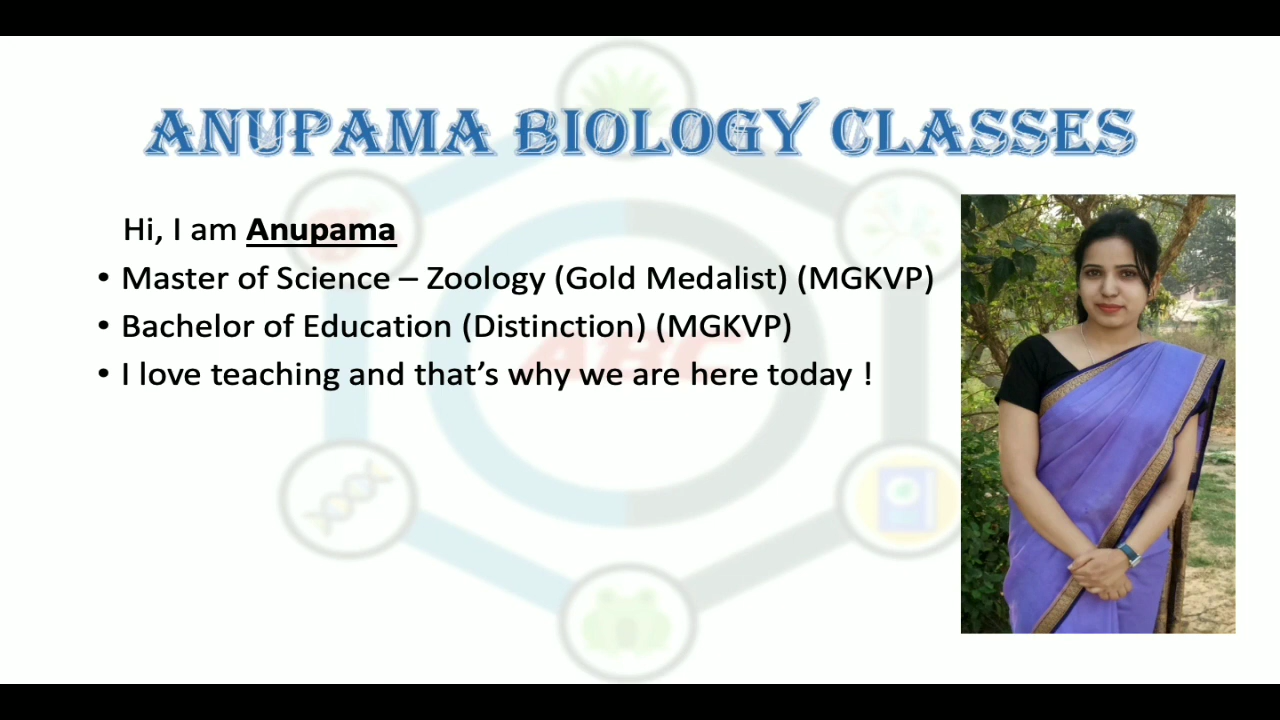 ANUPAMA BIOLOGY CLASSES
Hi, I am Anupama
• Master of Science – Zoology (Gold Medalist) (MGKVP)
• Bachelor of Education (Distinction) (MGKVP)
• I love teaching and that’s why we are here today !
ABC